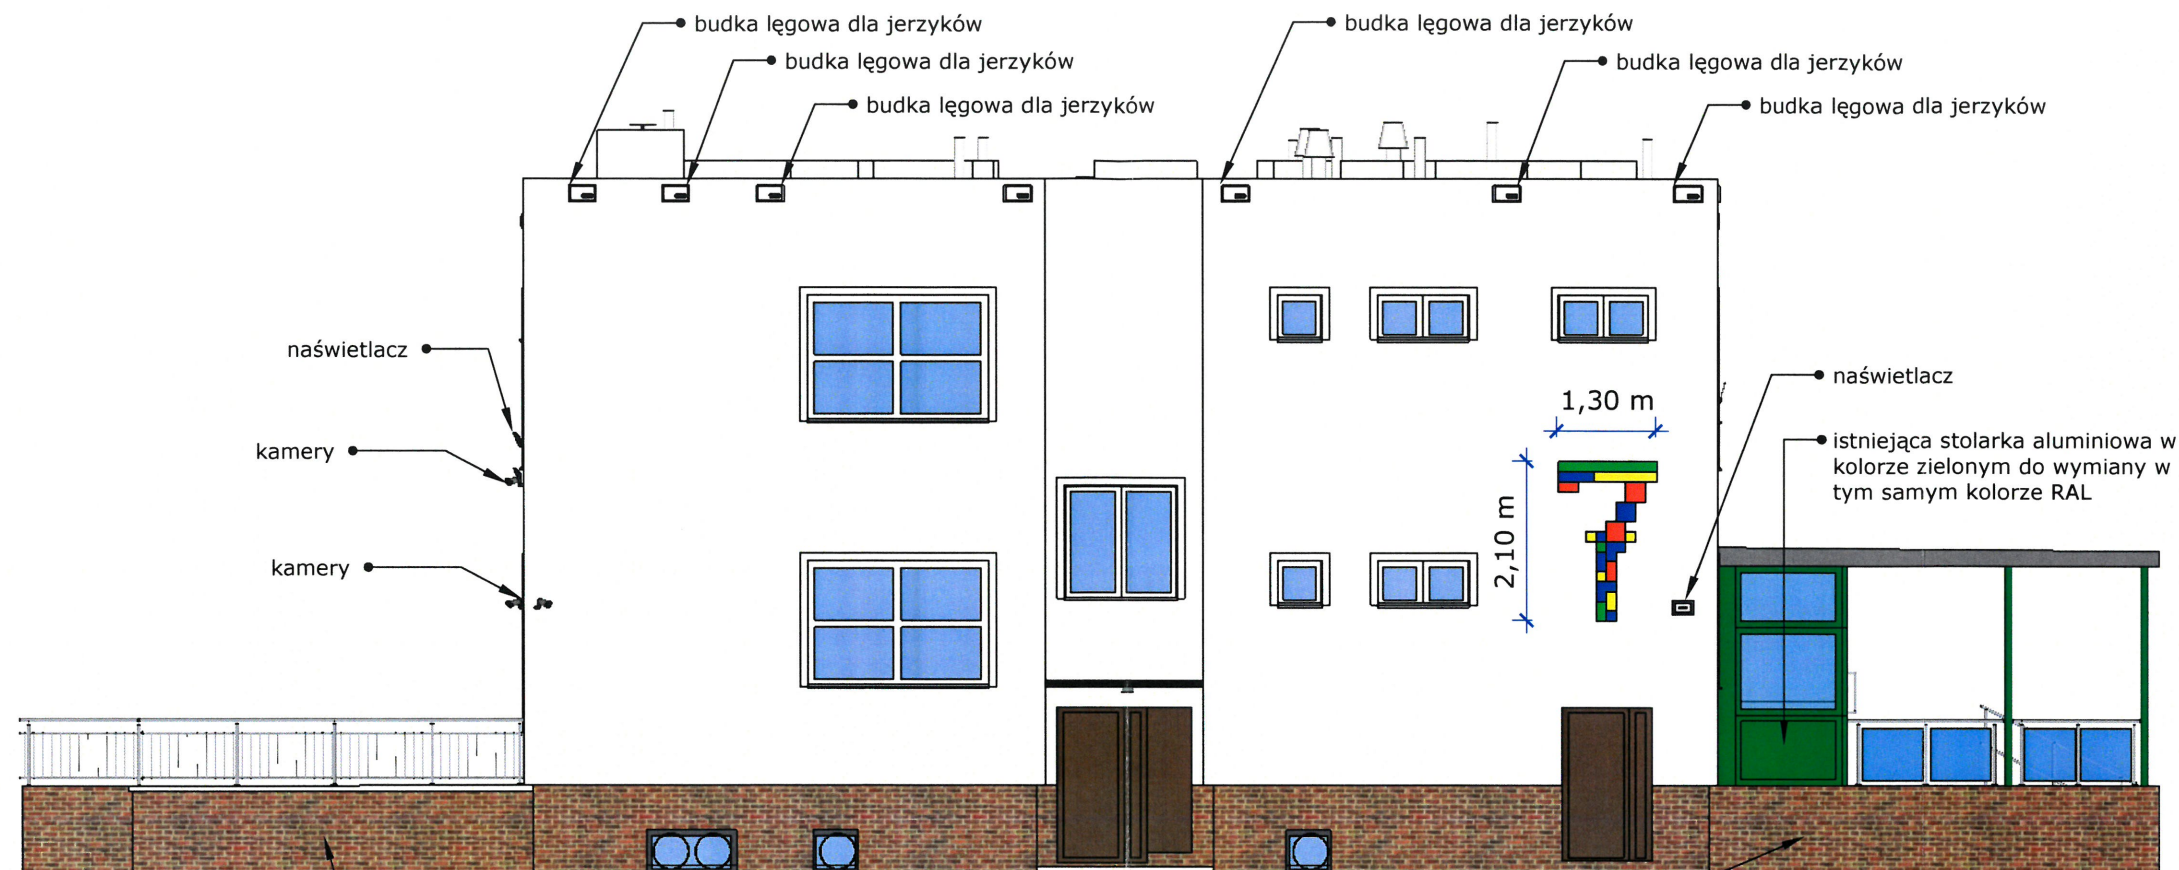 budka lęgowa dla jerzyków
budka lęgowa dla jerzyków
budka lęgowa dla jerzyków
budka lęgowa dla jerzyków
budka lęgowa dla jerzyków
budka lęgowa dla jerzyków
naświetlacz
kamery
kamery
1,30 m
2,10 m
7
naświetlacz
istniejąca stolarka aluminiowa w
kolorze zielonym do wymiany w
tym samym kolorze RAL